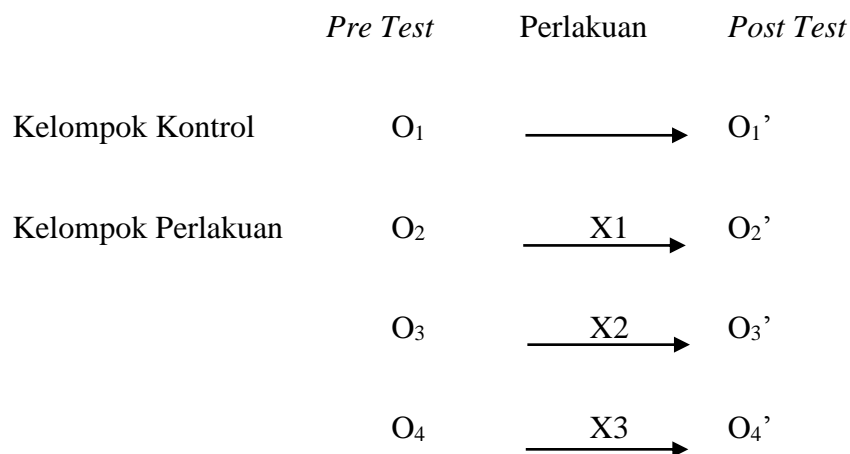 Pre Test Perlakuan Post Test
Kelompok Kontrol O₁ O₁’
Kelompok Perlakuan O₂ X1 O₂’
O₃ X2 O₃’
O₄ X3 O₄’